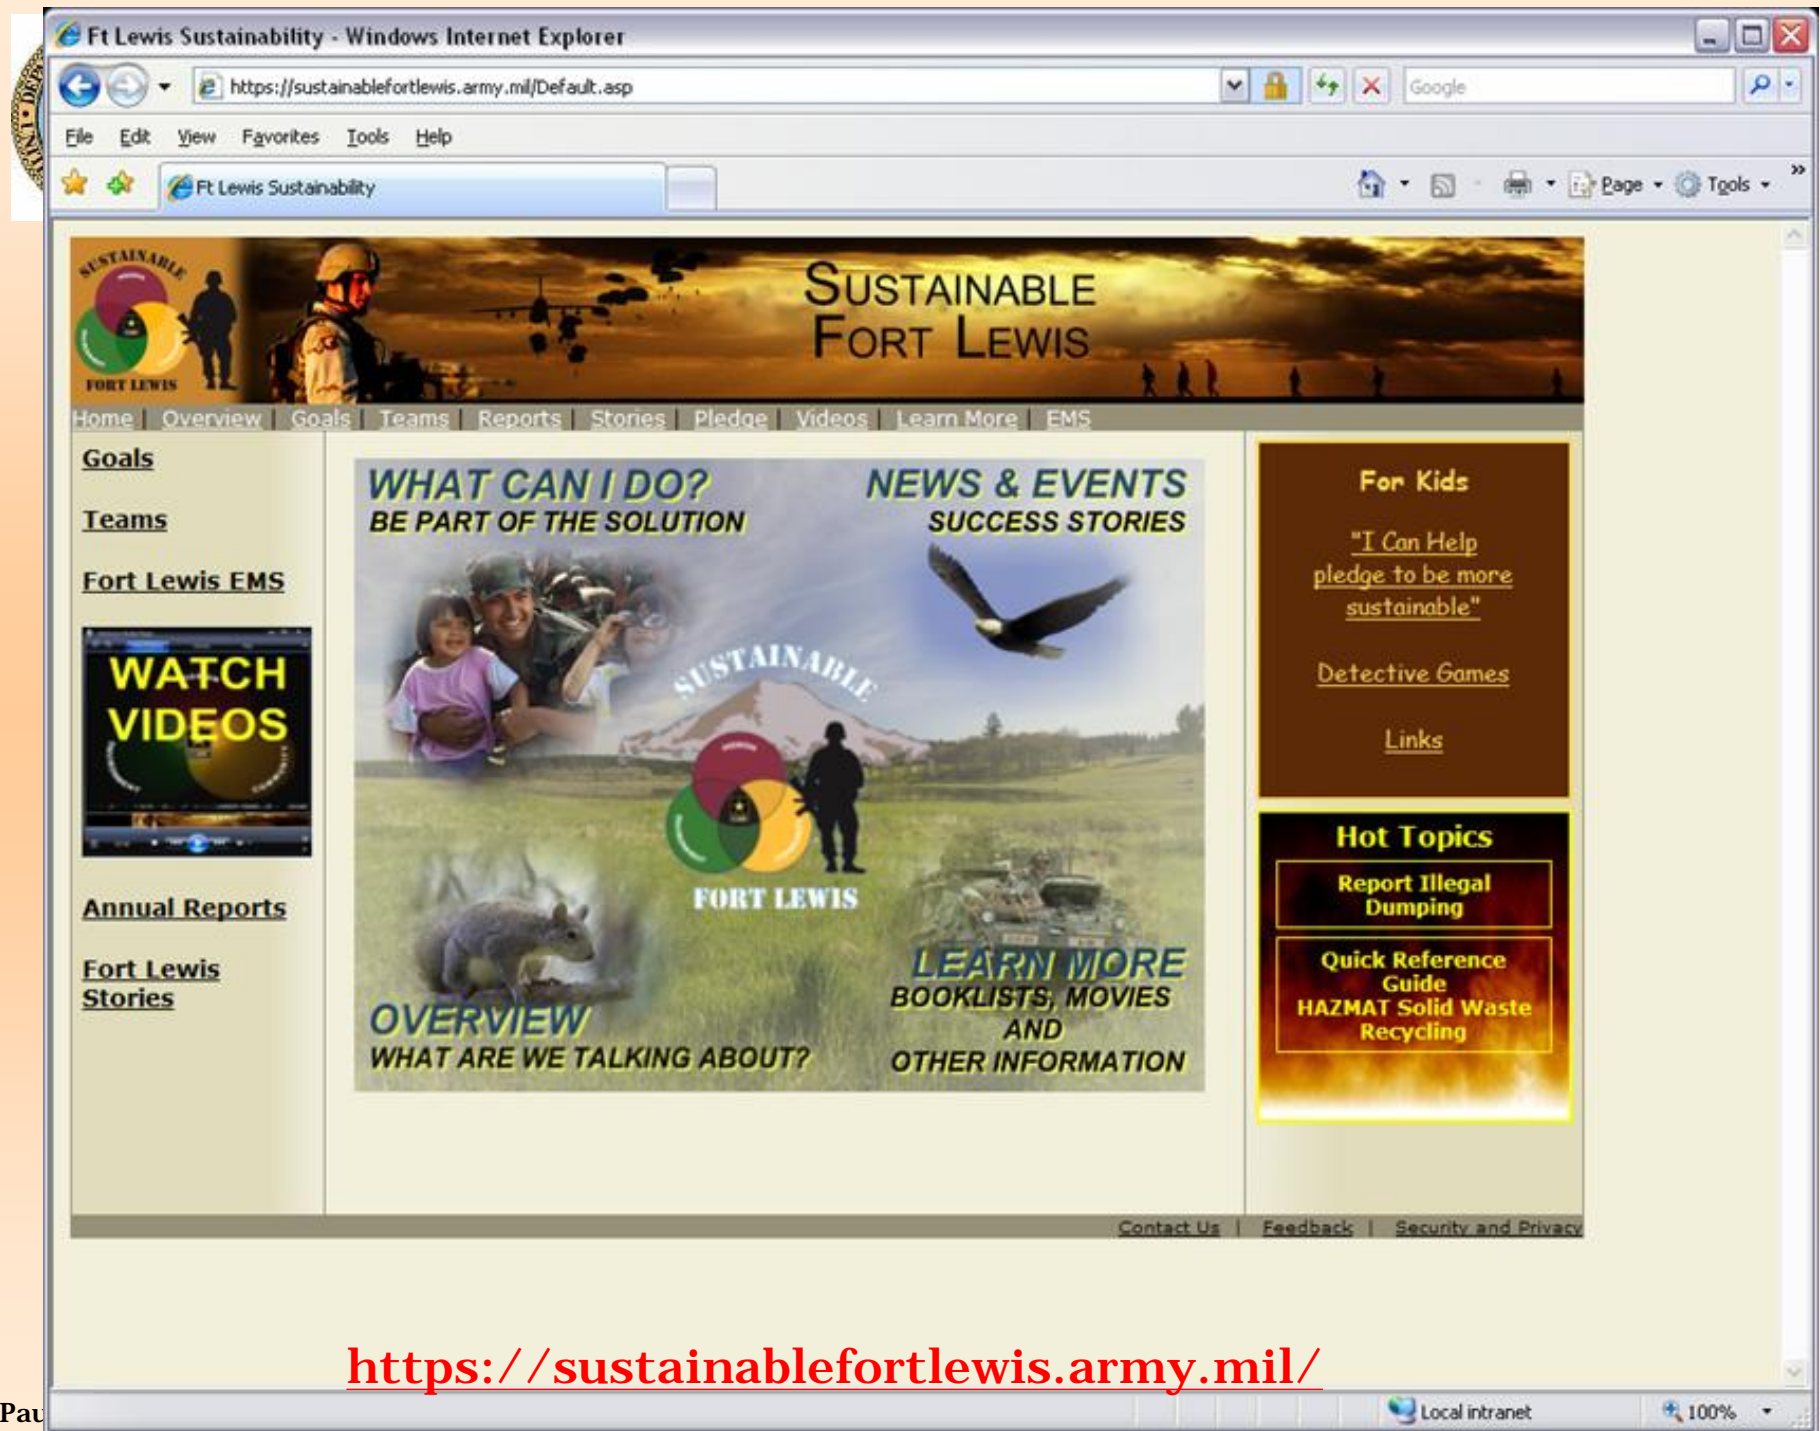 Ft Lewis Sustainability - Windows Internet Explorer
https://sustainablefortlewis.army.mil/Default.asp
Google
File Edit View Favorites Tools Help
Ft Lewis Sustainability
Page Tools »
SUSTAINABLE
FORT LEWIS
SUSTAINABLE
FORT LEWIS
Home | Overview | Goals | Teams | Reports | Stories | Pledge | Videos | Learn More | EMS
Goals
Teams
Fort Lewis EMS
WATCH
VIDEOS
Annual Reports
Fort Lewis
Stories
WHAT CAN I DO?
BE PART OF THE SOLUTION
NEWS & EVENTS
SUCCESS STORIES
SUSTAINABLE
FORT LEWIS
OVERVIEW
WHAT ARE WE TALKING ABOUT?
LEARN MORE
BOOKLISTS, MOVIES
AND
OTHER INFORMATION
For Kids
"I Can Help
pledge to be more
sustainable"
Detective Games
Links
Hot Topics
Report Illegal
Dumping
Quick Reference
Guide
HAZMAT Solid Waste
Recycling
Contact Us | Feedback | Security and Privacy
https://sustainablefortlewis.army.mil/
Pau
Local intranet
100%